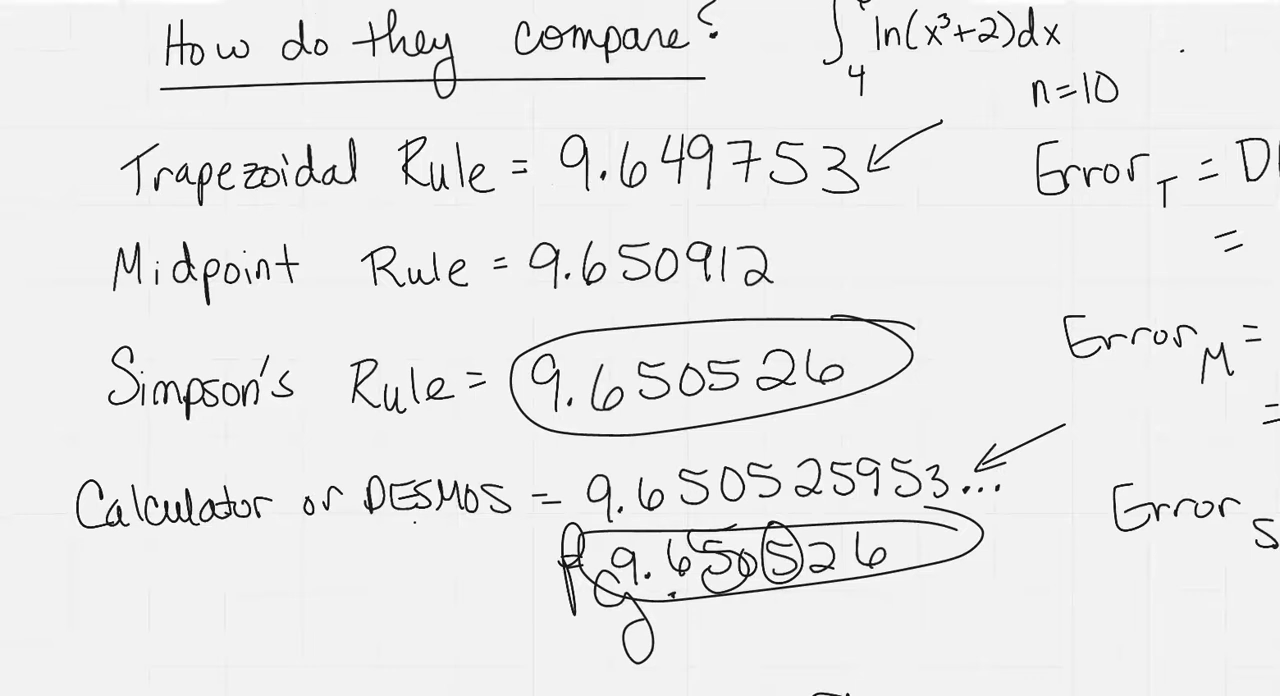 How do they compare?
∫₄ ln(x³+2)dx
n=10
Trapezoidal Rule = 9.649753
Error_T = D
=
Midpoint Rule = 9.650912
Error_M =
=
Simpson's Rule = 9.650526
Calculator or DESMOS = 9.650525953...
Error_S
9.650526